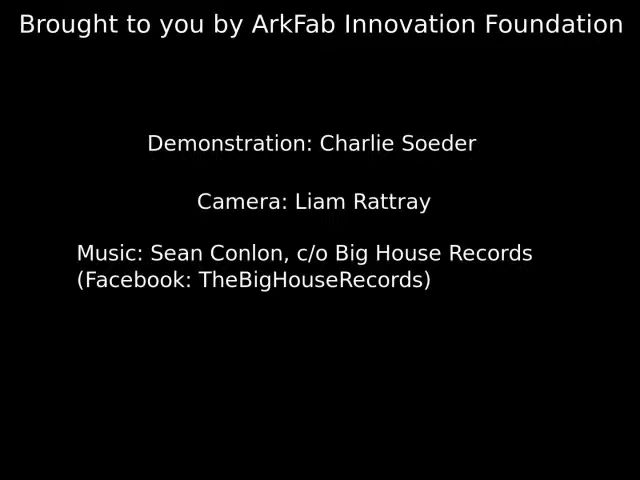 Brought to you by ArkFab Innovation Foundation
Demonstration: Charlie Soeder
Camera: Liam Rattray
Music: Sean Conlon, c/o Big House Records
(Facebook: TheBigHouseRecords)